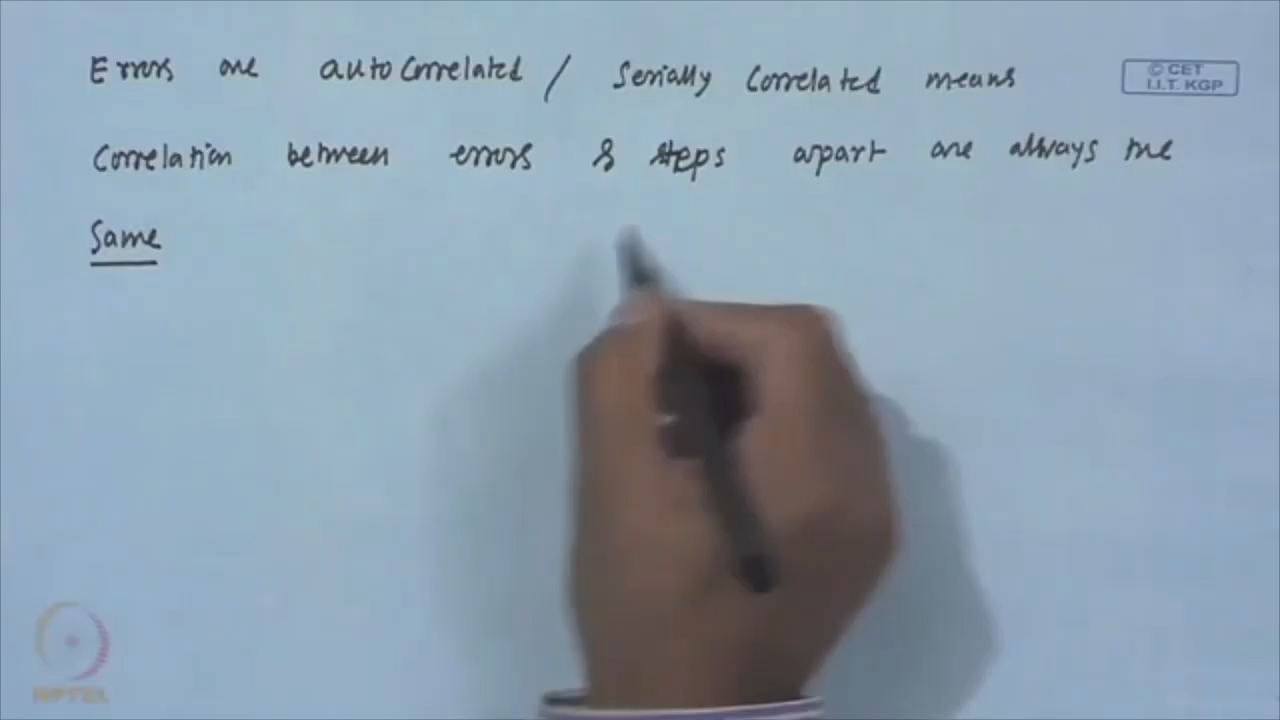 Errors are autocorrelated / Serially Correlated means
Correlation between errors s steps apart are always the
Same
© CET
I.I.T. KGP
NPTEL